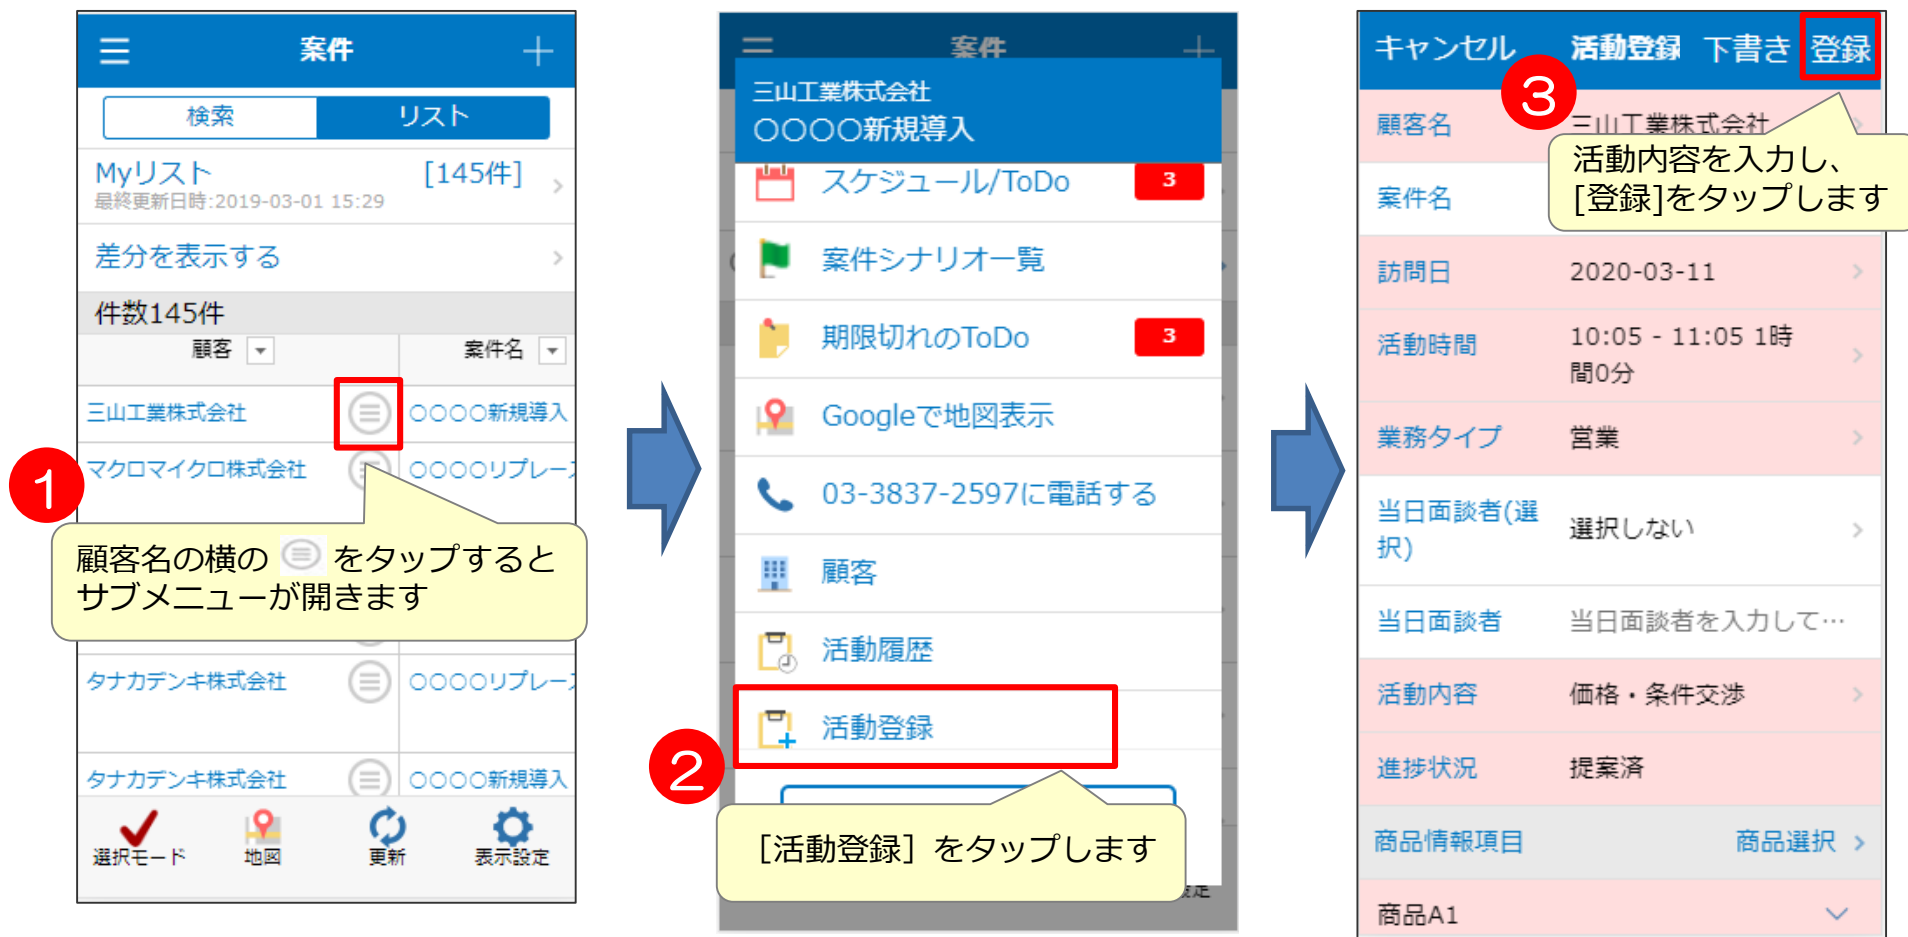 案件
検索
リスト
Myリスト
[145件]
最終更新日時:2019-03-01 15:29
差分を表示する
件数145件
顧客
案件名
三山工業株式会社
○○○○新規導入
マクロマイクロ株式会社
○○○○リプレース
1
顧客名の横の をタップすると
サブメニューが開きます
タナカデンキ株式会社
○○○○リプレース
タナカデンキ株式会社
○○○○新規導入
選択モード
地図
更新
表示設定
案件
三山工業株式会社
○○○○新規導入
スケジュール/ToDo
3
案件シナリオ一覧
期限切れのToDo
3
Googleで地図表示
03-3837-2597に電話する
顧客
活動履歴
活動登録
2
［活動登録］をタップします
キャンセル
活動登録
下書き
登録
3
活動内容を入力し、
[登録]をタップします
顧客名
三山工業株式会社
案件名
訪問日
2020-03-11
活動時間
10:05 - 11:05 1時
間0分
業務タイプ
営業
当日面談者(選
択)
選択しない
当日面談者
当日面談者を入力して…
活動内容
価格・条件交渉
進捗状況
提案済
商品情報項目
商品選択
商品A1